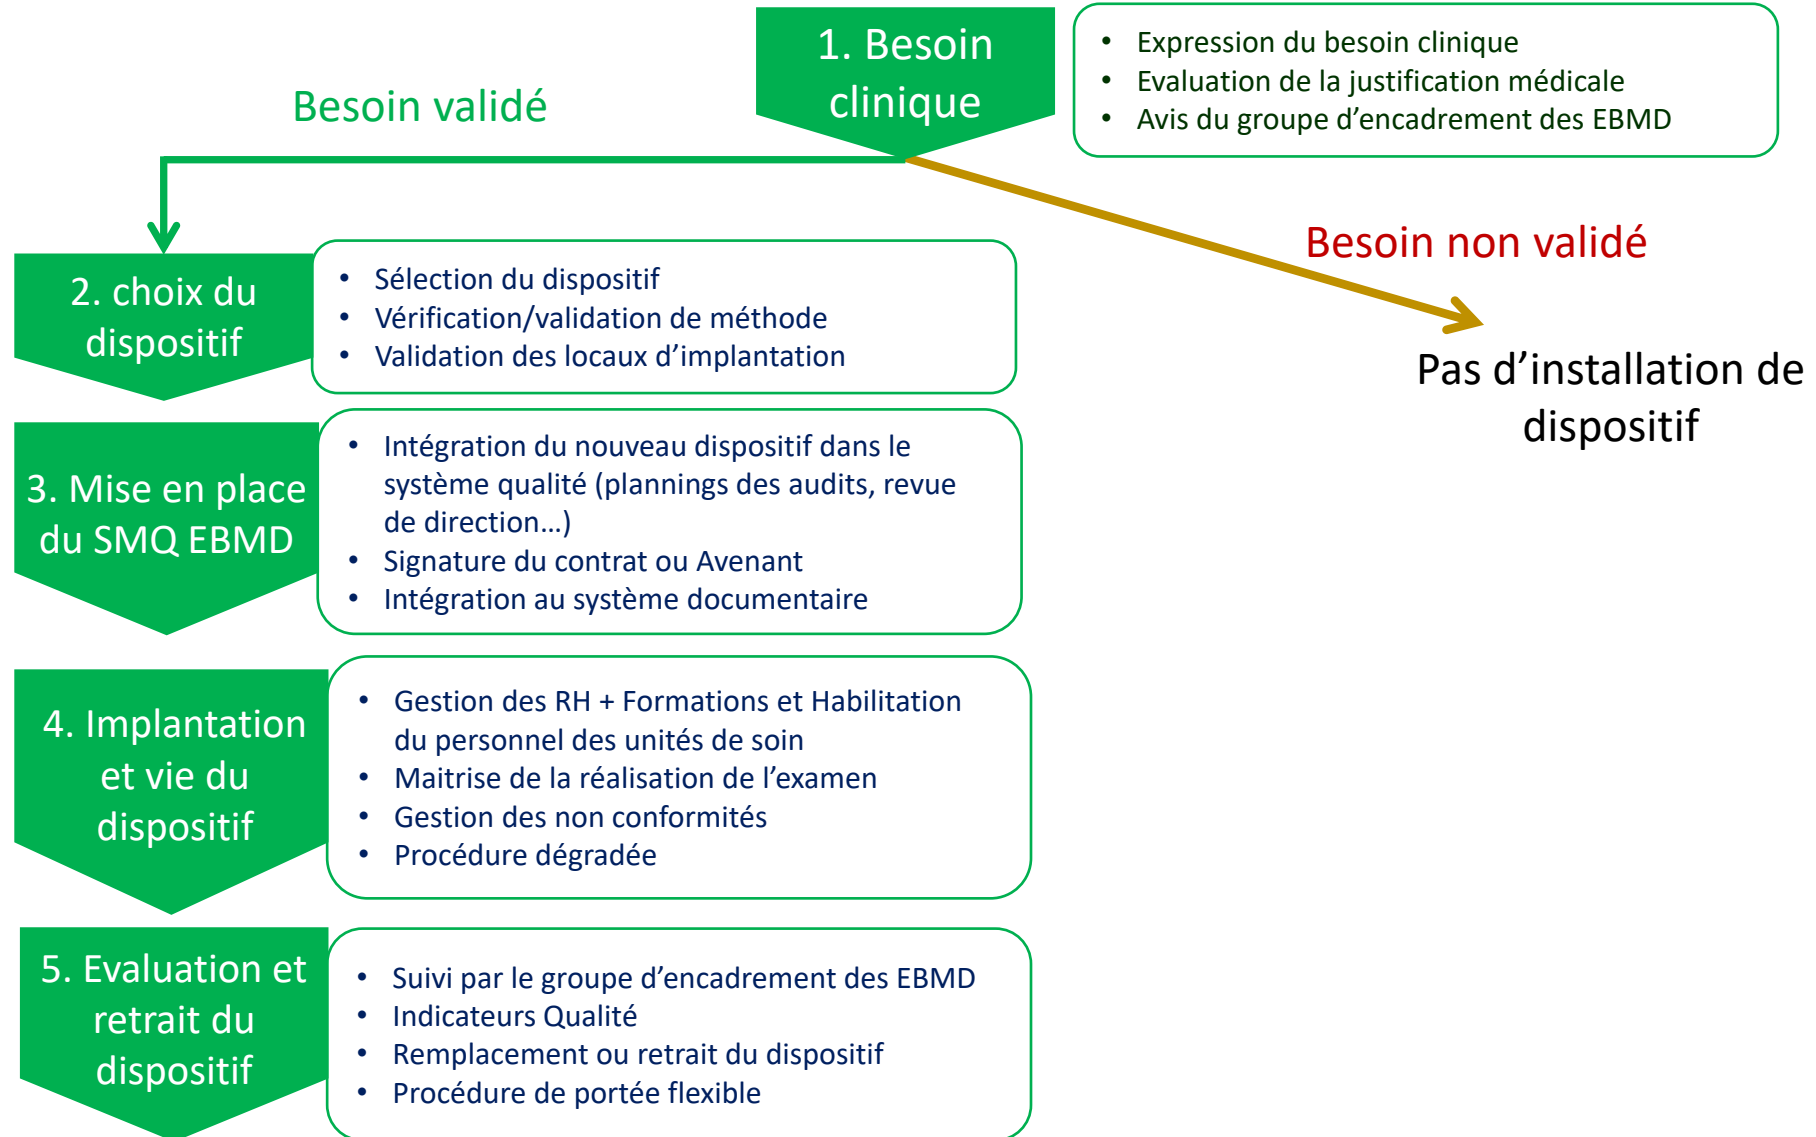 1. Besoin
clinique
• Expression du besoin clinique
• Evaluation de la justification médicale
• Avis du groupe d’encadrement des EBMD
Besoin validé
Besoin non validé
Pas d’installation de
dispositif
2. choix du
dispositif
• Sélection du dispositif
• Vérification/validation de méthode
• Validation des locaux d’implantation
3. Mise en place
du SMQ EBMD
• Intégration du nouveau dispositif dans le
système qualité (plannings des audits, revue
de direction…)
• Signature du contrat ou Avenant
• Intégration au système documentaire
4. Implantation
et vie du
dispositif
• Gestion des RH + Formations et Habilitation
du personnel des unités de soin
• Maitrise de la réalisation de l’examen
• Gestion des non conformités
• Procédure dégradée
5. Evaluation et
retrait du
dispositif
• Suivi par le groupe d’encadrement des EBMD
• Indicateurs Qualité
• Remplacement ou retrait du dispositif
• Procédure de portée flexible